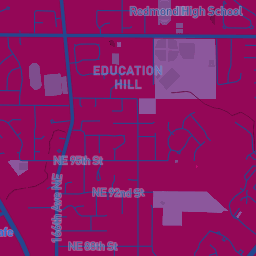 Redmond High School
EDUCATION
HILL
NE 95th St
166th Ave NE
NE 92nd St
NE 88th St